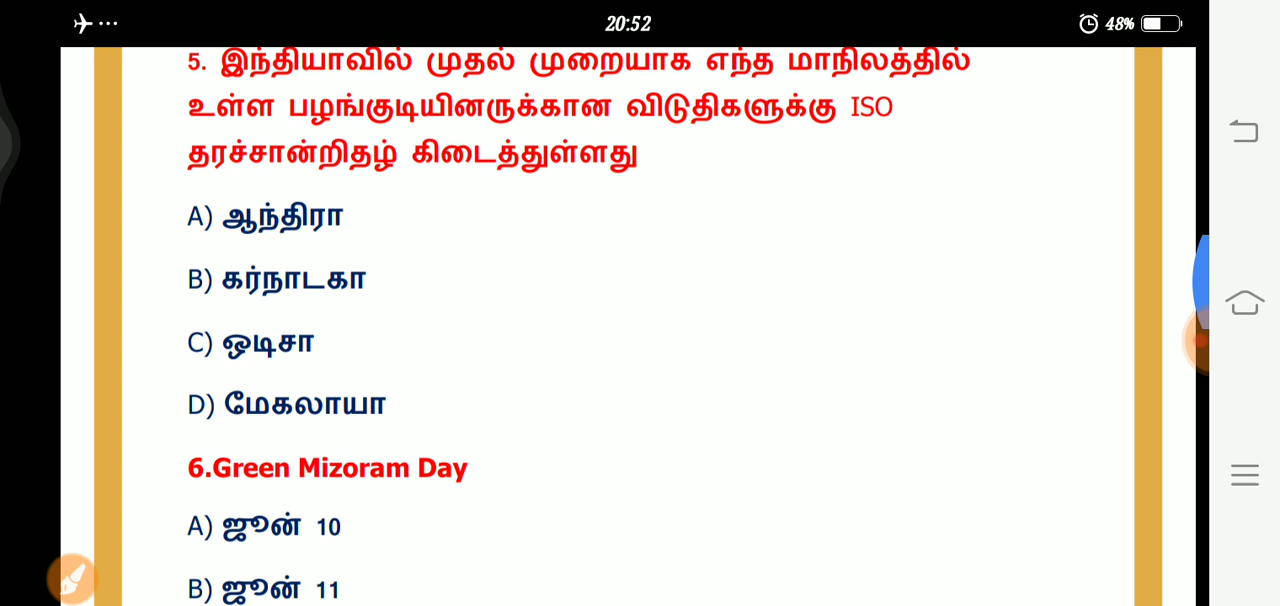 20:52
48%
5. இந்தியாவில் முதல் முறையாக எந்த மாநிலத்தில்
உள்ள பழங்குடியினருக்கான விடுதிகளுக்கு ISO
தரச்சான்றிதழ் கிடைத்துள்ளது
A) ஆந்திரா
B) கர்நாடகா
C) ஒடிசா
D) மேகலாயா
6.Green Mizoram Day
A) ஜூன் 10
B) ஜூன் 11